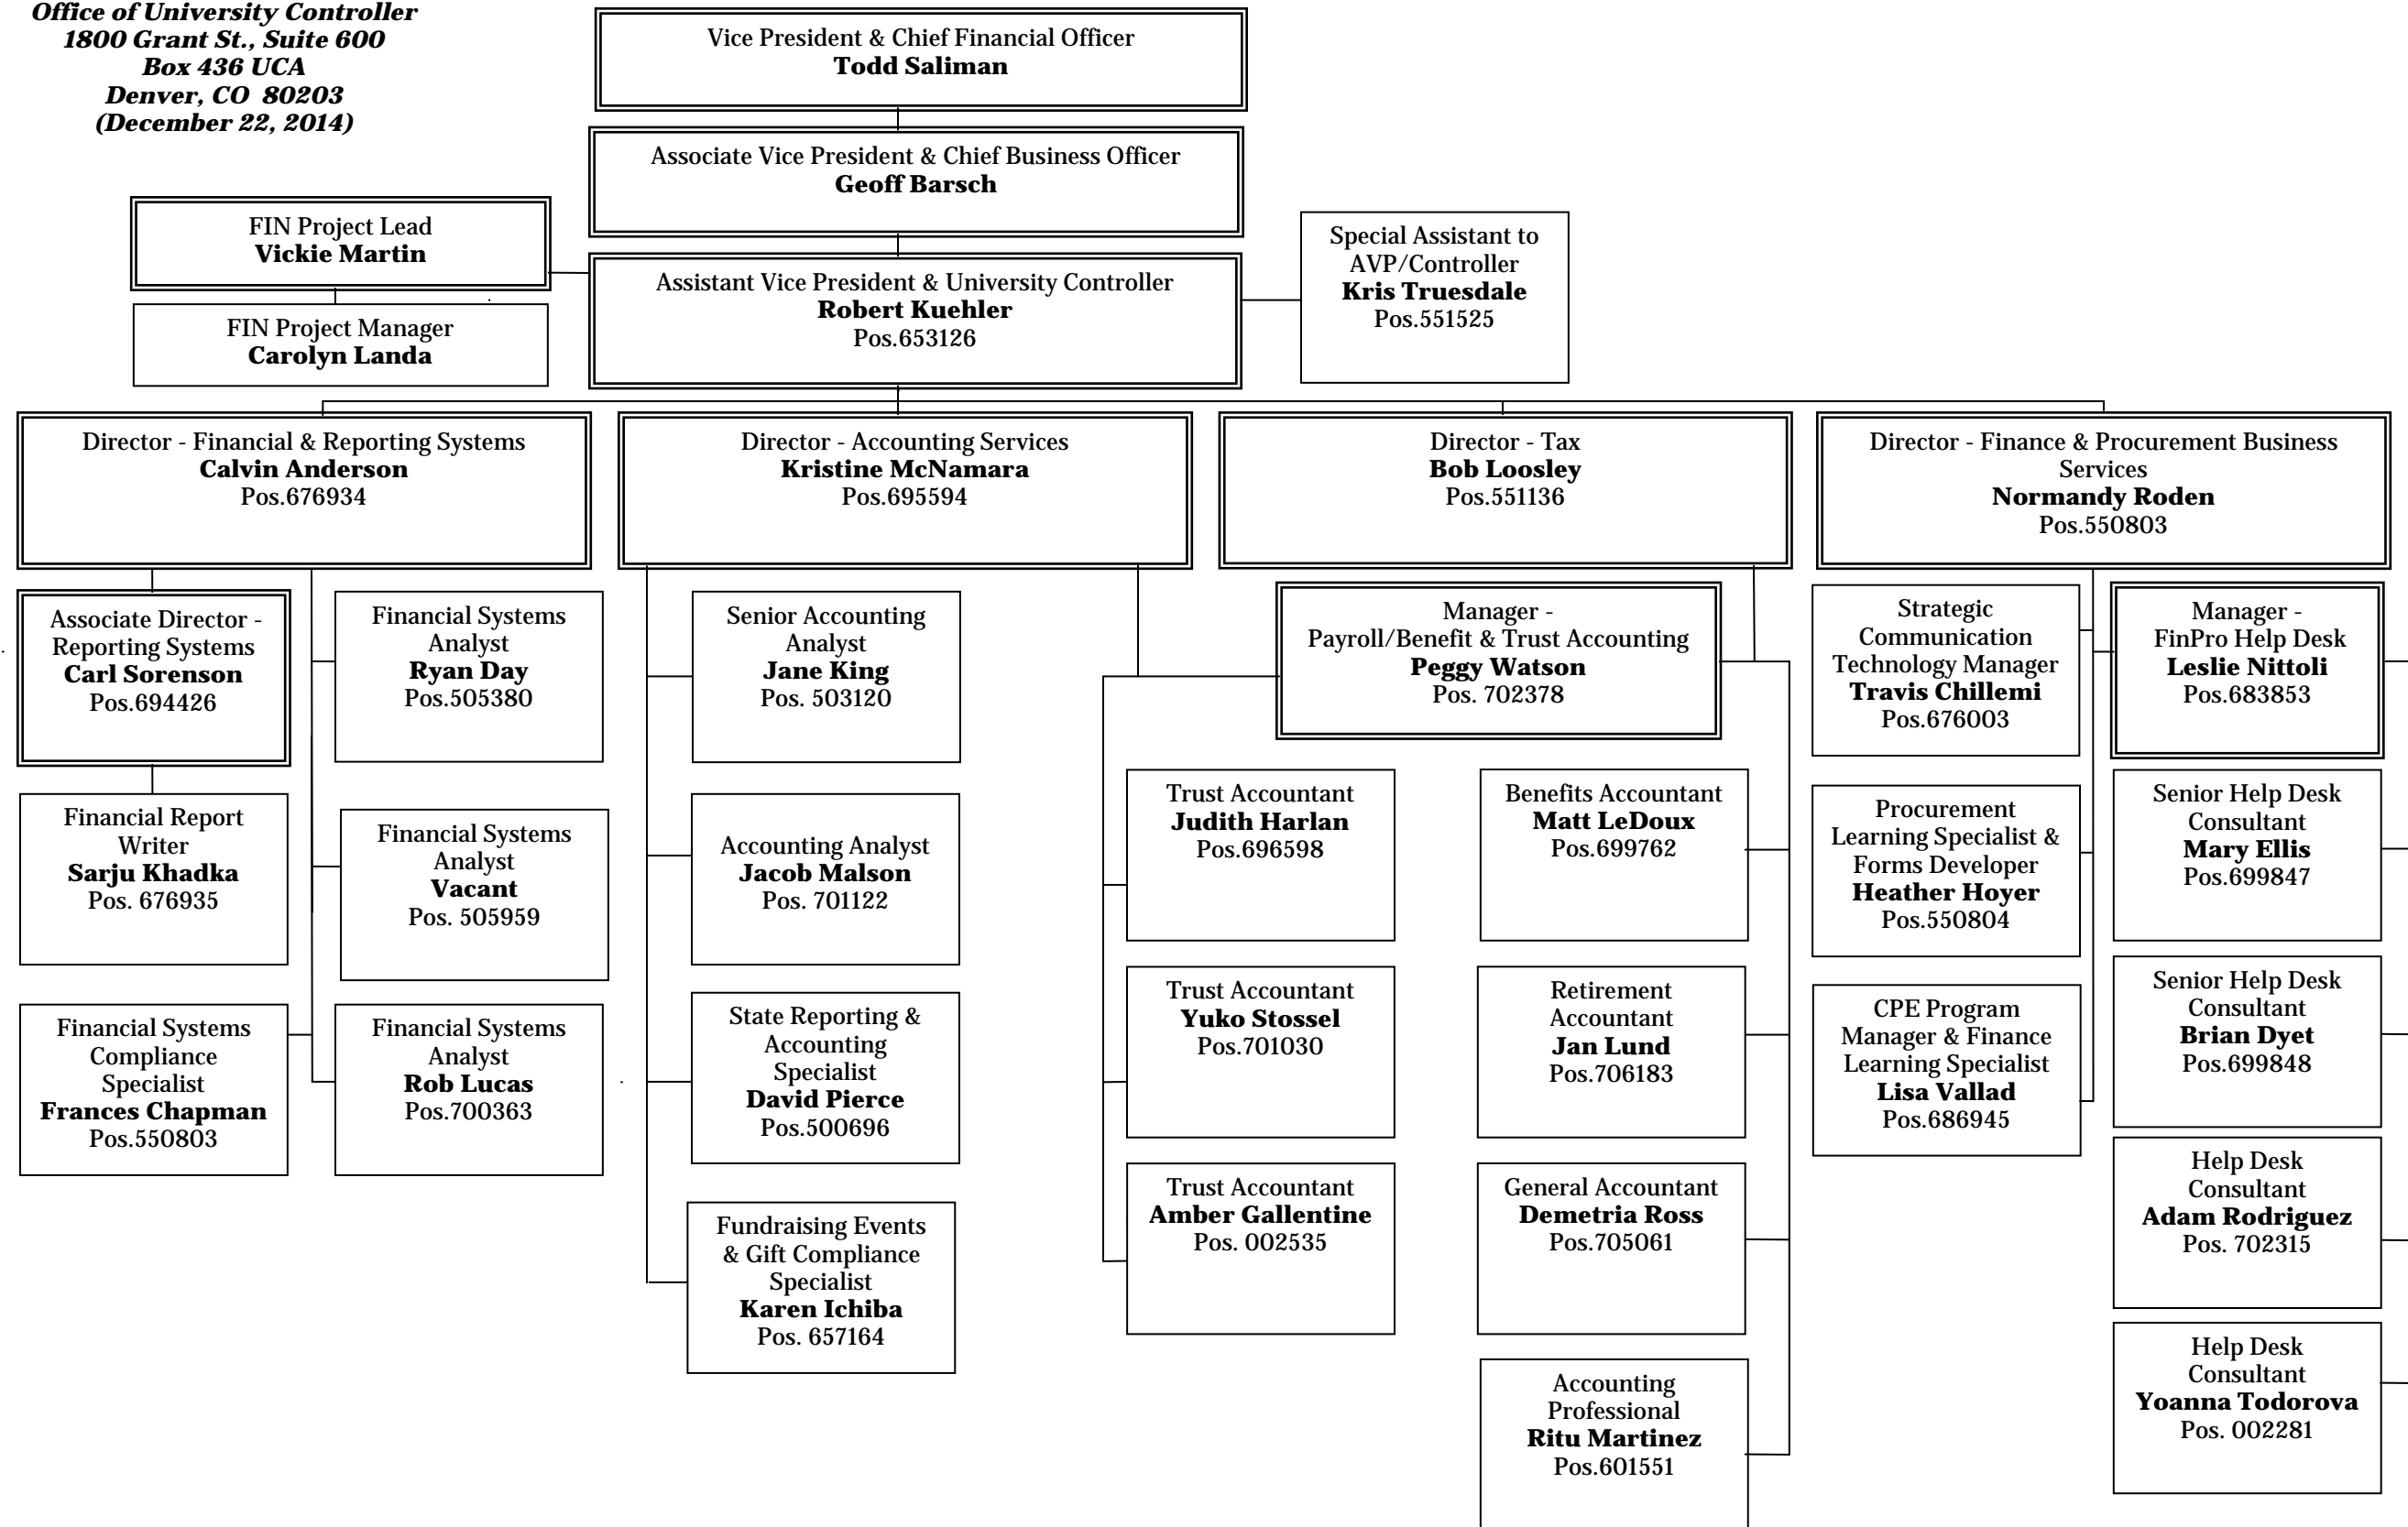 Office of University Controller
1800 Grant St., Suite 600
Box 436 UCA
Denver, CO 80203
(December 22, 2014)
Vice President & Chief Financial Officer
Todd Saliman
Associate Vice President & Chief Business Officer
Geoff Barsch
FIN Project Lead
Vickie Martin
FIN Project Manager
Carolyn Landa
Assistant Vice President & University Controller
Robert Kuehler
Pos.653126
Special Assistant to
AVP/Controller
Kris Truesdale
Pos.551525
Director - Financial & Reporting Systems
Calvin Anderson
Pos.676934
Director - Accounting Services
Kristine McNamara
Pos.695594
Director - Tax
Bob Loosley
Pos.551136
Director - Finance & Procurement Business
Services
Normandy Roden
Pos.550803
Associate Director -
Reporting Systems
Carl Sorenson
Pos.694426
Financial Systems
Analyst
Ryan Day
Pos.505380
Senior Accounting
Analyst
Jane King
Pos. 503120
Manager -
Payroll/Benefit & Trust Accounting
Peggy Watson
Pos. 702378
Strategic
Communication
Technology Manager
Travis Chillemi
Pos.676003
Manager -
FinPro Help Desk
Leslie Nittoli
Pos.683853
Financial Report
Writer
Sarju Khadka
Pos. 676935
Financial Systems
Analyst
Vacant
Pos. 505959
Accounting Analyst
Jacob Malson
Pos. 701122
Trust Accountant
Judith Harlan
Pos.696598
Benefits Accountant
Matt LeDoux
Pos.699762
Procurement
Learning Specialist &
Forms Developer
Heather Hoyer
Pos.550804
Senior Help Desk
Consultant
Mary Ellis
Pos.699847
Financial Systems
Compliance
Specialist
Frances Chapman
Pos.550803
Financial Systems
Analyst
Rob Lucas
Pos.700363
State Reporting &
Accounting
Specialist
David Pierce
Pos.500696
Trust Accountant
Yuko Stossel
Pos.701030
Retirement
Accountant
Jan Lund
Pos.706183
CPE Program
Manager & Finance
Learning Specialist
Lisa Vallad
Pos.686945
Senior Help Desk
Consultant
Brian Dyet
Pos.699848
Fundraising Events
& Gift Compliance
Specialist
Karen Ichiba
Pos. 657164
Trust Accountant
Amber Gallentine
Pos. 002535
General Accountant
Demetria Ross
Pos.705061
Help Desk
Consultant
Adam Rodriguez
Pos. 702315
Accounting
Professional
Ritu Martinez
Pos.601551
Help Desk
Consultant
Yoanna Todorova
Pos. 002281